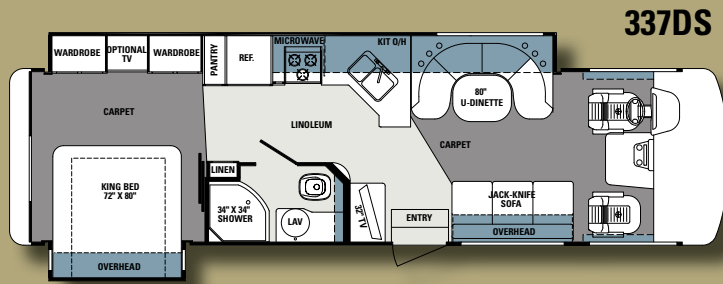 337DS
WARDROBE
OPTIONAL
TV
WARDROBE
PANTRY
REF.
MICROWAVE
KIT O/H
80"
U-DINETTE
CARPET
LINOLEUM
CARPET
LINEN
KING BED
72" X 80"
34" X 34"
SHOWER
LAV
32" TV
ENTRY
JACK-KNIFE
SOFA
OVERHEAD
OVERHEAD